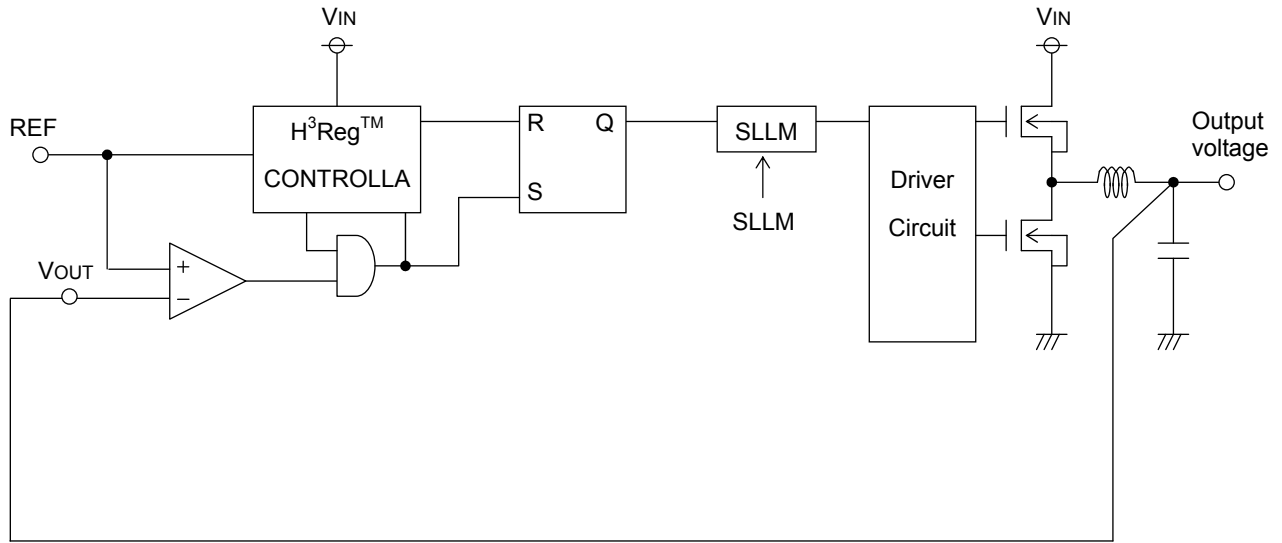 VIN
VIN
REF
H³Reg™
CONTROLLA
R
Q
SLLM
Output
voltage
Driver
Circuit
S
SLLM
VOUT
+
−